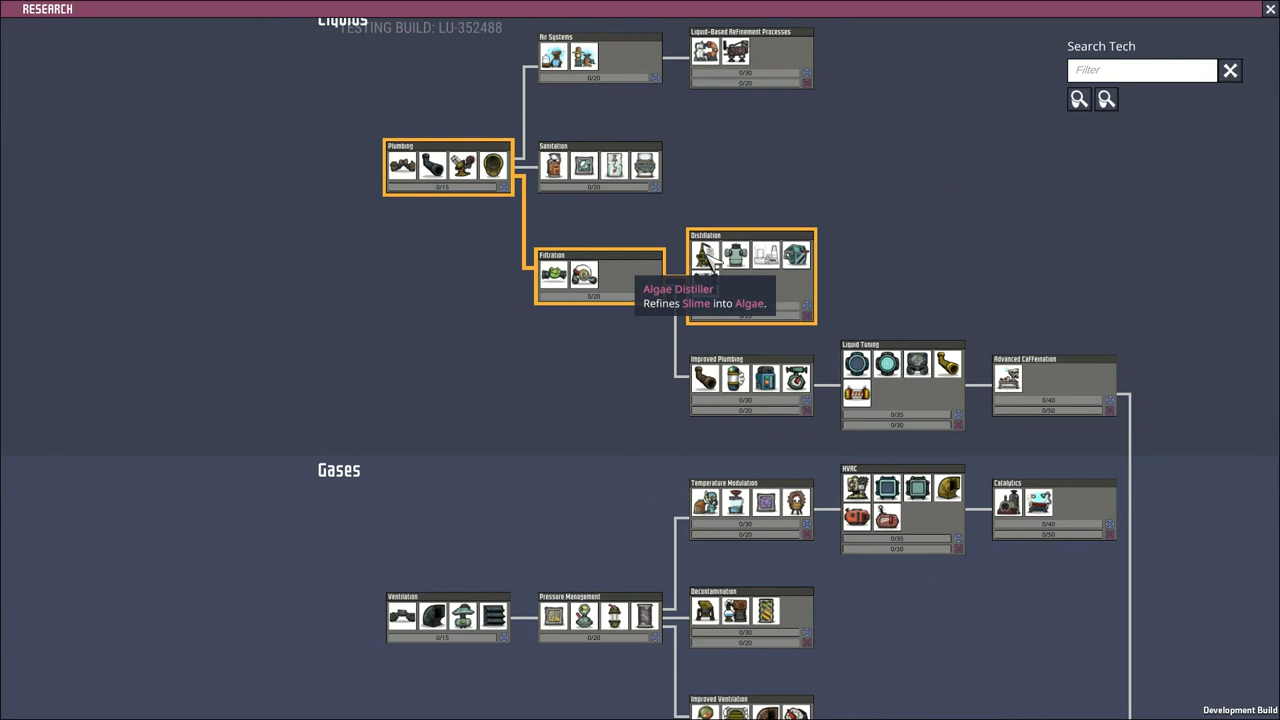 RESEARCH
Liquids
TESTING BUILD: LU-352488
Search Tech
Filter
Air Systems
0/20
Liquid-Based Refinement Processes
0/30
0/20
Plumbing
0/15
Sanitation
0/20
Filtration
0/20
Distillation
Algae Distiller
Refines Slime into Algae.
Improved Plumbing
0/30
0/20
Liquid Tuning
0/35
0/30
Advanced Caffeination
0/40
0/50
Gases
Temperature Modulation
0/30
0/20
HVAC
0/35
0/30
Catalytics
0/40
0/50
Ventilation
0/15
Pressure Management
0/20
Decontamination
0/30
0/20
Improved Ventilation
Development Build